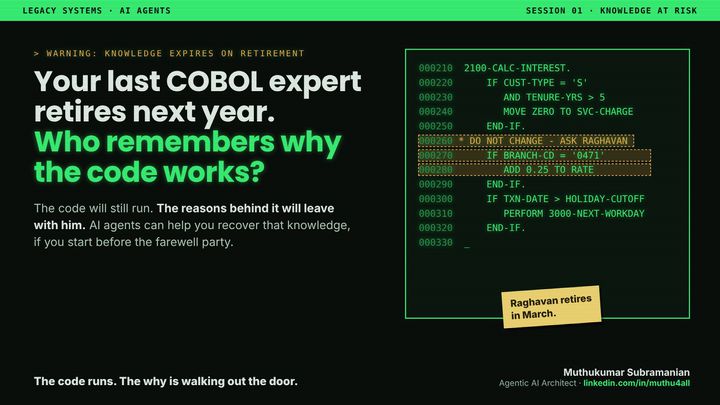 LEGACY SYSTEMS · AI AGENTS
SESSION 01 · KNOWLEDGE AT RISK
> WARNING: KNOWLEDGE EXPIRES ON RETIREMENT
Your last COBOL expert
retires next year.
Who remembers why
the code works?
The code will still run. The reasons behind it will leave
with him. AI agents can help you recover that knowledge,
if you start before the farewell party.
000210 2100-CALC-INTEREST.
000220 IF CUST-TYPE = 'S'
000230 AND TENURE-YRS > 5
000240 MOVE ZERO TO SVC-CHARGE
000250 END-IF.
000260 * DO NOT CHANGE - ASK RAGHAVAN
000270 IF BRANCH-CD = '0471'
000280 ADD 0.25 TO RATE
000290 END-IF.
000300 IF TXN-DATE > HOLIDAY-CUTOFF
000310 PERFORM 3000-NEXT-WORKDAY
000320 END-IF.
000330 _
Raghavan retires
in March.
The code runs. The why is walking out the door.
Muthukumar Subramanian
Agentic AI Architect · linkedin.com/in/muthu4all